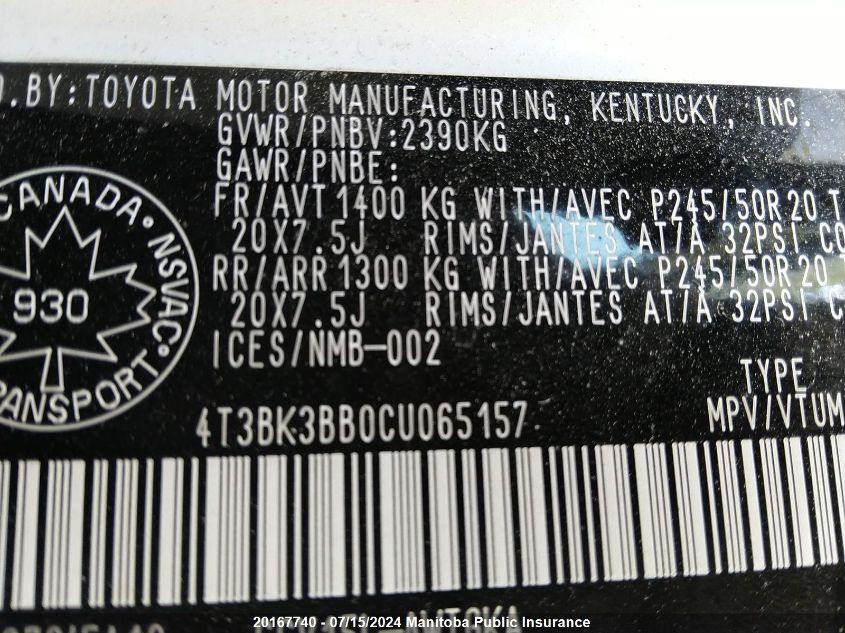 D.BY:TOYOTA MOTOR MANUFACTURING, KENTUCKY, INC.
GVWR/PNBV:2390KG
GAWR/PNBE:
FR/AVT 1400 KG WITH/AVEC P245/50R20 T
20X7.5J RIMS/JANTES AT/À 32PSI CO
RR/ARR 1300 KG WITH/AVEC P245/50R20 T
20X7.5J RIMS/JANTES AT/À 32PSI C
ICES/NMB-002
CANADA • NSVAC •
930
TRANSPORT
TYPE
4T3BK3BB0CU065157
MPV/VTUM
20167740 - 07/15/2024 - Manitoba Public Insurance